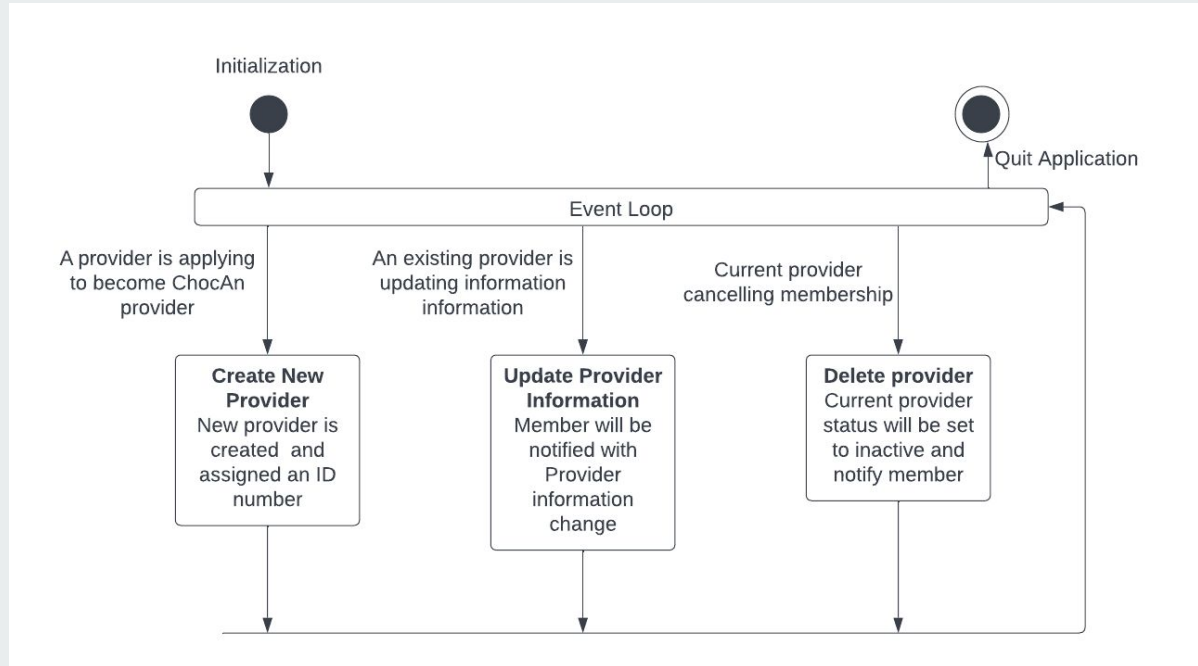 Initialization
Quit Application
Event Loop
A provider is applying
to become ChocAn
provider
An existing provider is
updating information
information
Current provider
cancelling membership
Create New
Provider
New provider is
created and
assigned an ID
number
Update Provider
Information
Member will be
notified with
Provider
information
change
Delete provider
Current provider
status will be set
to inactive and
notify member